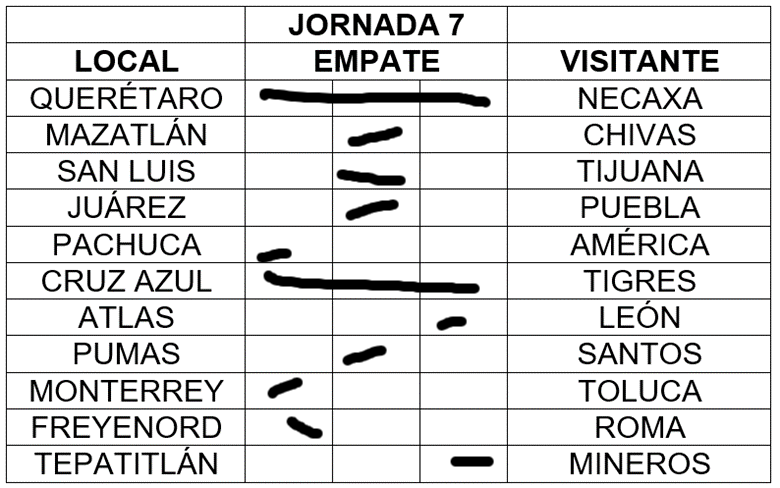 JORNADA 7
LOCAL EMPATE VISITANTE
QUERÉTARO NECAXA
MAZATLÁN CHIVAS
SAN LUIS TIJUANA
JUÁREZ PUEBLA
PACHUCA AMÉRICA
CRUZ AZUL TIGRES
ATLAS LEÓN
PUMAS SANTOS
MONTERREY TOLUCA
FREYENORD ROMA
TEPATITLÁN MINEROS